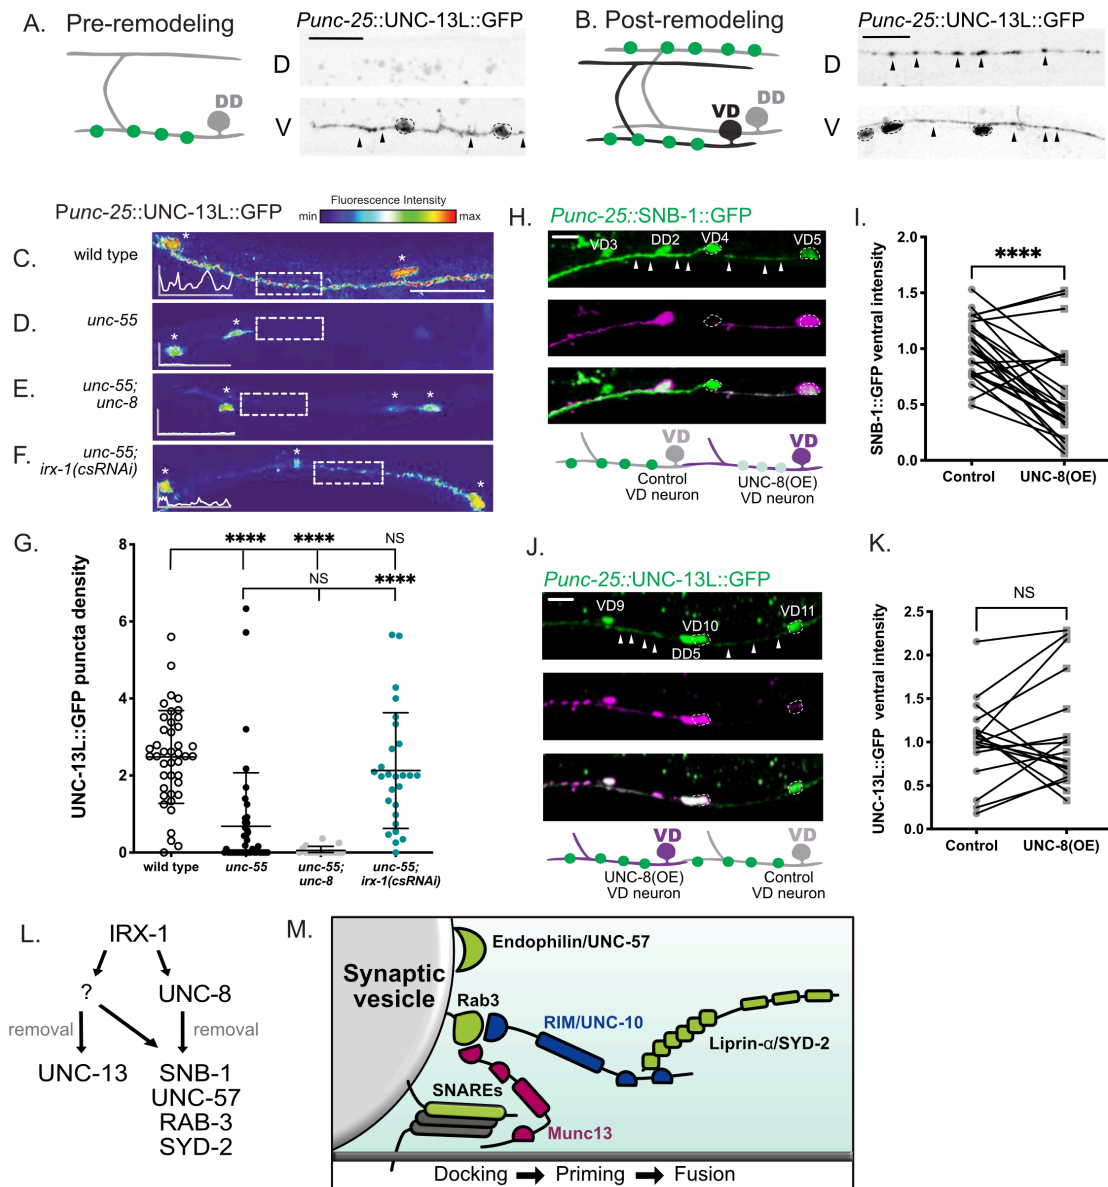 A.
Pre-remodeling
Punc-25::UNC-13L::GFP
D
V
DD
B.
Post-remodeling
Punc-25::UNC-13L::GFP
D
V
VD
DD
Punc-25::UNC-13L::GFP
Fluorescence Intensity
min
max
C.
wild type
*
*
D.
unc-55
*
*
E.
unc-55;
unc-8
*
*
*
F.
unc-55;
irx-1(csRNAi)
*
*
*
G.
UNC-13L::GFP puncta density
8
6
4
2
0
****
****
NS
NS
****
wild type
unc-55
unc-55;
unc-8
unc-55;
irx-1(csRNAi)
H.
Punc-25::SNB-1::GFP
VD3
DD2
VD4
VD5
VD
VD
Control
VD neuron
UNC-8(OE)
VD neuron
I.
SNB-1::GFP ventral intensity
2.0
1.5
1.0
0.5
0.0
****
Control
UNC-8(OE)
J.
Punc-25::UNC-13L::GFP
VD9
VD10
VD11
DD5
VD
VD
UNC-8(OE)
VD neuron
Control
VD neuron
K.
UNC-13L::GFP ventral intensity
2.5
2.0
1.5
1.0
0.5
0.0
NS
Control
UNC-8(OE)
L.
IRX-1
?
UNC-8
removal
removal
UNC-13
SNB-1
UNC-57
RAB-3
SYD-2
M.
Synaptic
vesicle
Endophilin/UNC-57
Rab3
RIM/UNC-10
Liprin-α/SYD-2
SNAREs
Munc13
Docking
Priming
Fusion